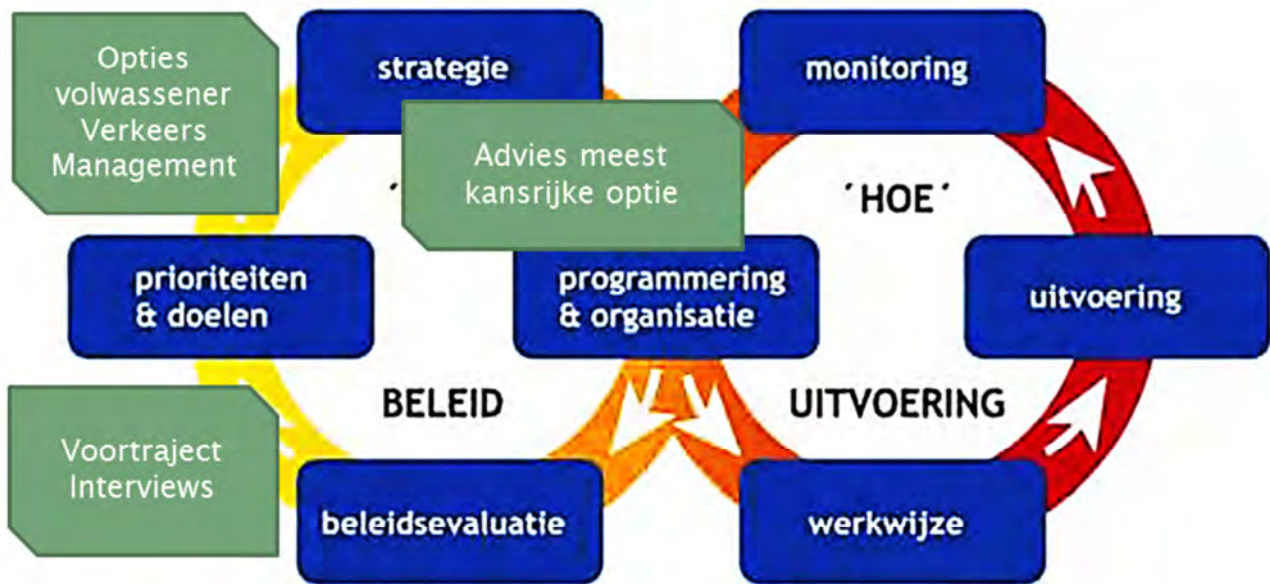 Opties
volwassener
Verkeers
Management
strategie
monitoring
Advies meest
kansrijke optie
´HOE´
prioriteiten
& doelen
programmering
& organisatie
uitvoering
BELEID
UITVOERING
Voortraject
Interviews
beleidsevaluatie
werkwijze